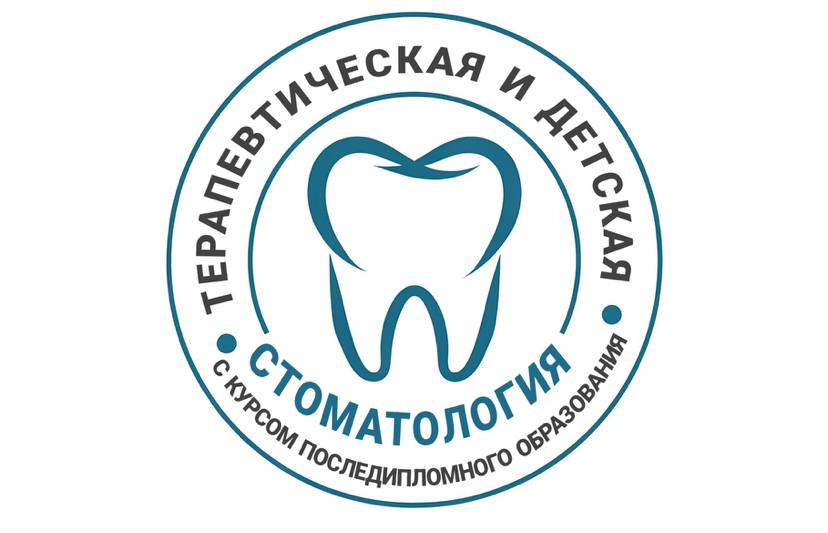 ТЕРАПЕВТИЧЕСКАЯ И ДЕТСКАЯ
СТОМАТОЛОГИЯ
С КУРСОМ ПОСЛЕДИПЛОМНОГО ОБРАЗОВАНИЯ